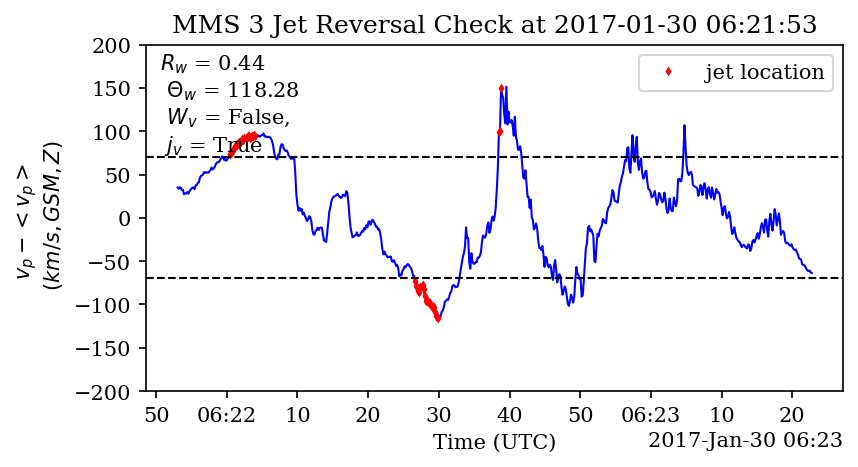 MMS 3 Jet Reversal Check at 2017-01-30 06:21:53
200
150
100
50
0
−50
−100
−150
−200
v_p − < v_p >
(km/s, GSM, Z)
R_w = 0.44
Θ_w = 118.28
W_v = False,
j_v = True
jet location
50 06:22 10 20 30 40 50 06:23 10 20
Time (UTC)
2017-Jan-30 06:23